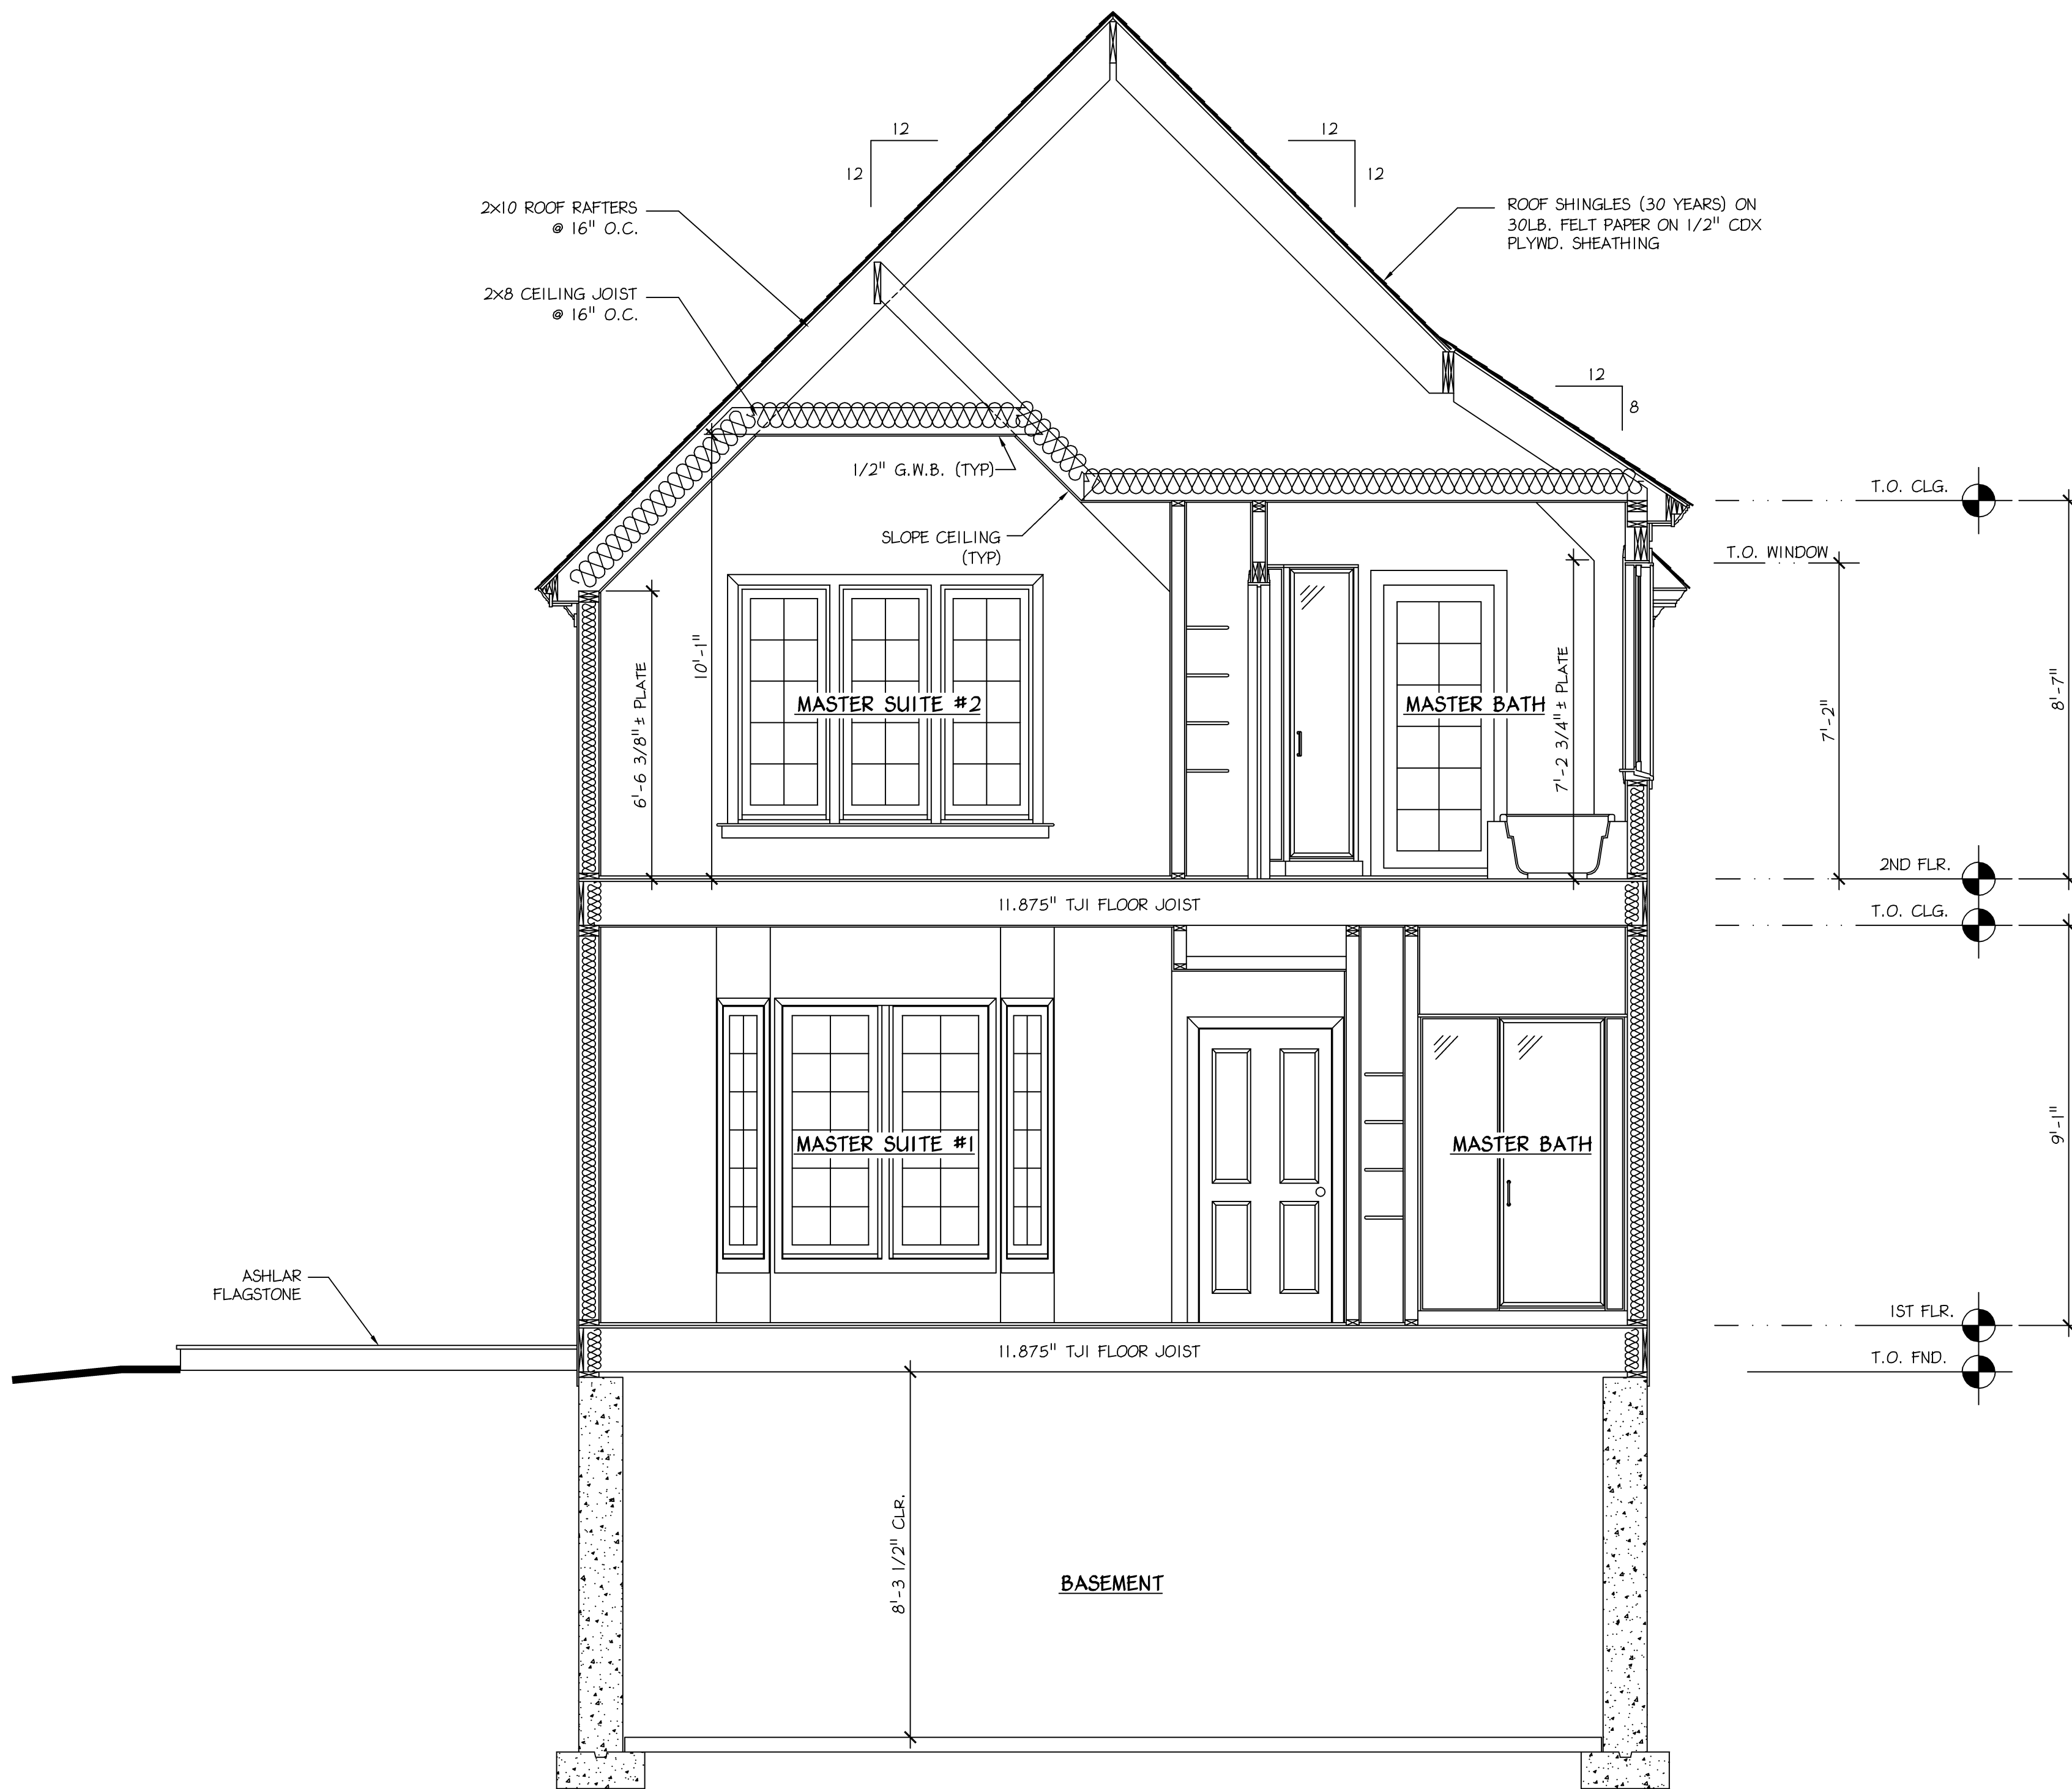 12
12
12
12
2x10 ROOF RAFTERS
@ 16" O.C.
ROOF SHINGLES (30 YEARS) ON
30LB. FELT PAPER ON 1/2" CDX
PLYWD. SHEATHING
2x8 CEILING JOIST
@ 16" O.C.
12
8
1/2" G.W.B. (TYP)
SLOPE CEILING
(TYP)
T.O. CLG.
T.O. WINDOW
6'-6 3/8" ± PLATE
10'-1"
MASTER SUITE #2
MASTER BATH
7'-2 3/4" ± PLATE
7'-2"
8'-7"
2ND FLR.
11.875" TJI FLOOR JOIST
T.O. CLG.
MASTER SUITE #1
MASTER BATH
9'-1"
ASHLAR
FLAGSTONE
1ST FLR.
11.875" TJI FLOOR JOIST
T.O. FND.
8'-3 1/2" CLR.
BASEMENT